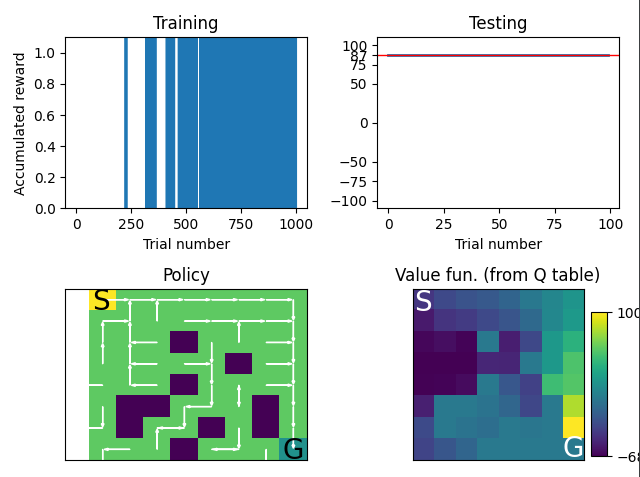 Training
Accumulated reward
1.0
0.8
0.6
0.4
0.2
0.0
0 250 500 750 1000
Trial number
Testing
100
87
75
50
0
−50
−75
−100
0 25 50 75 100
Trial number
Policy
S
G
Value fun. (from Q table)
S
G
100